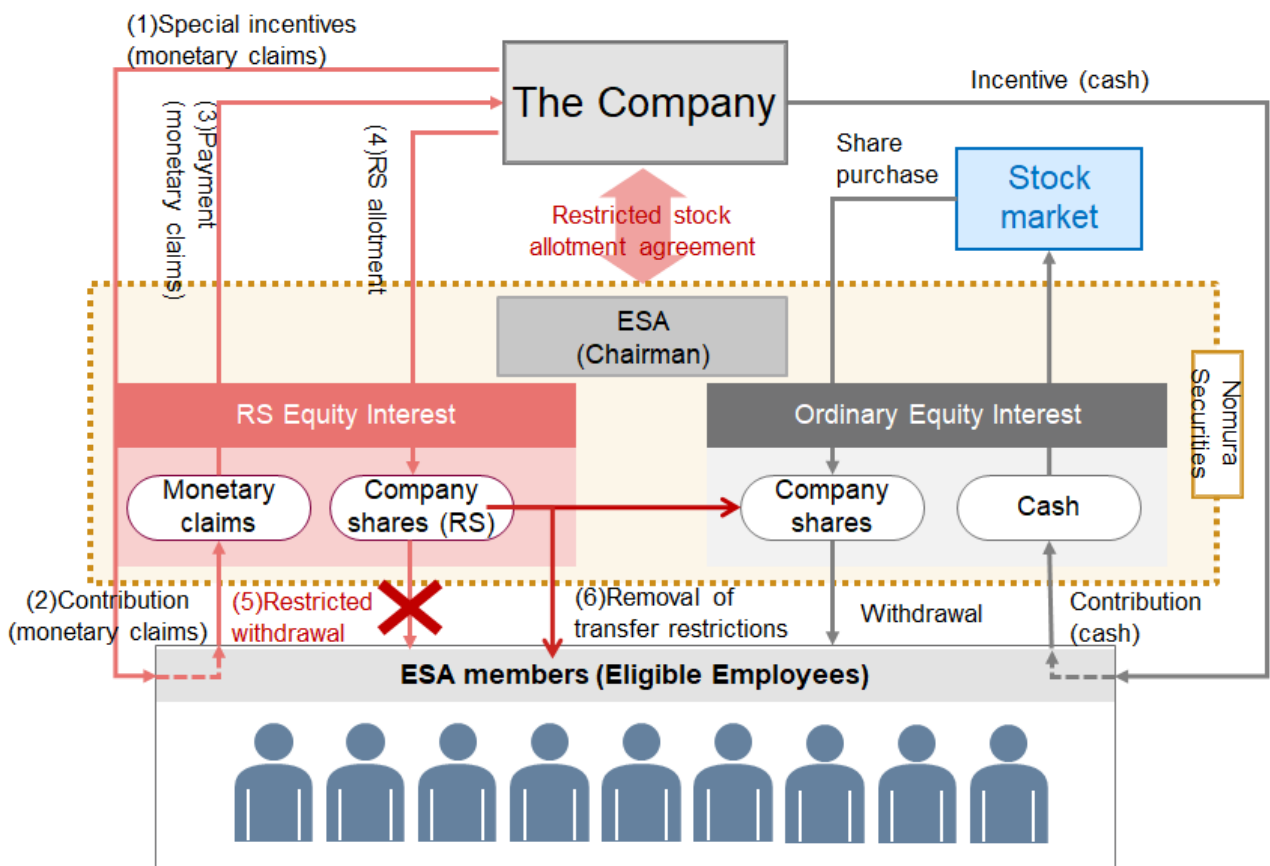 (1)Special incentives
(monetary claims)
The Company
Incentive (cash)
(3)Payment
(monetary claims)
(4)RS allotment
Share
purchase
Stock
market
Restricted stock
allotment agreement
ESA
(Chairman)
Nomura
Securities
RS Equity Interest
Ordinary Equity Interest
Monetary
claims
Company
shares (RS)
Company
shares
Cash
(2)Contribution
(monetary claims)
(5)Restricted
withdrawal
(6)Removal of
transfer restrictions
Withdrawal
Contribution
(cash)
ESA members (Eligible Employees)